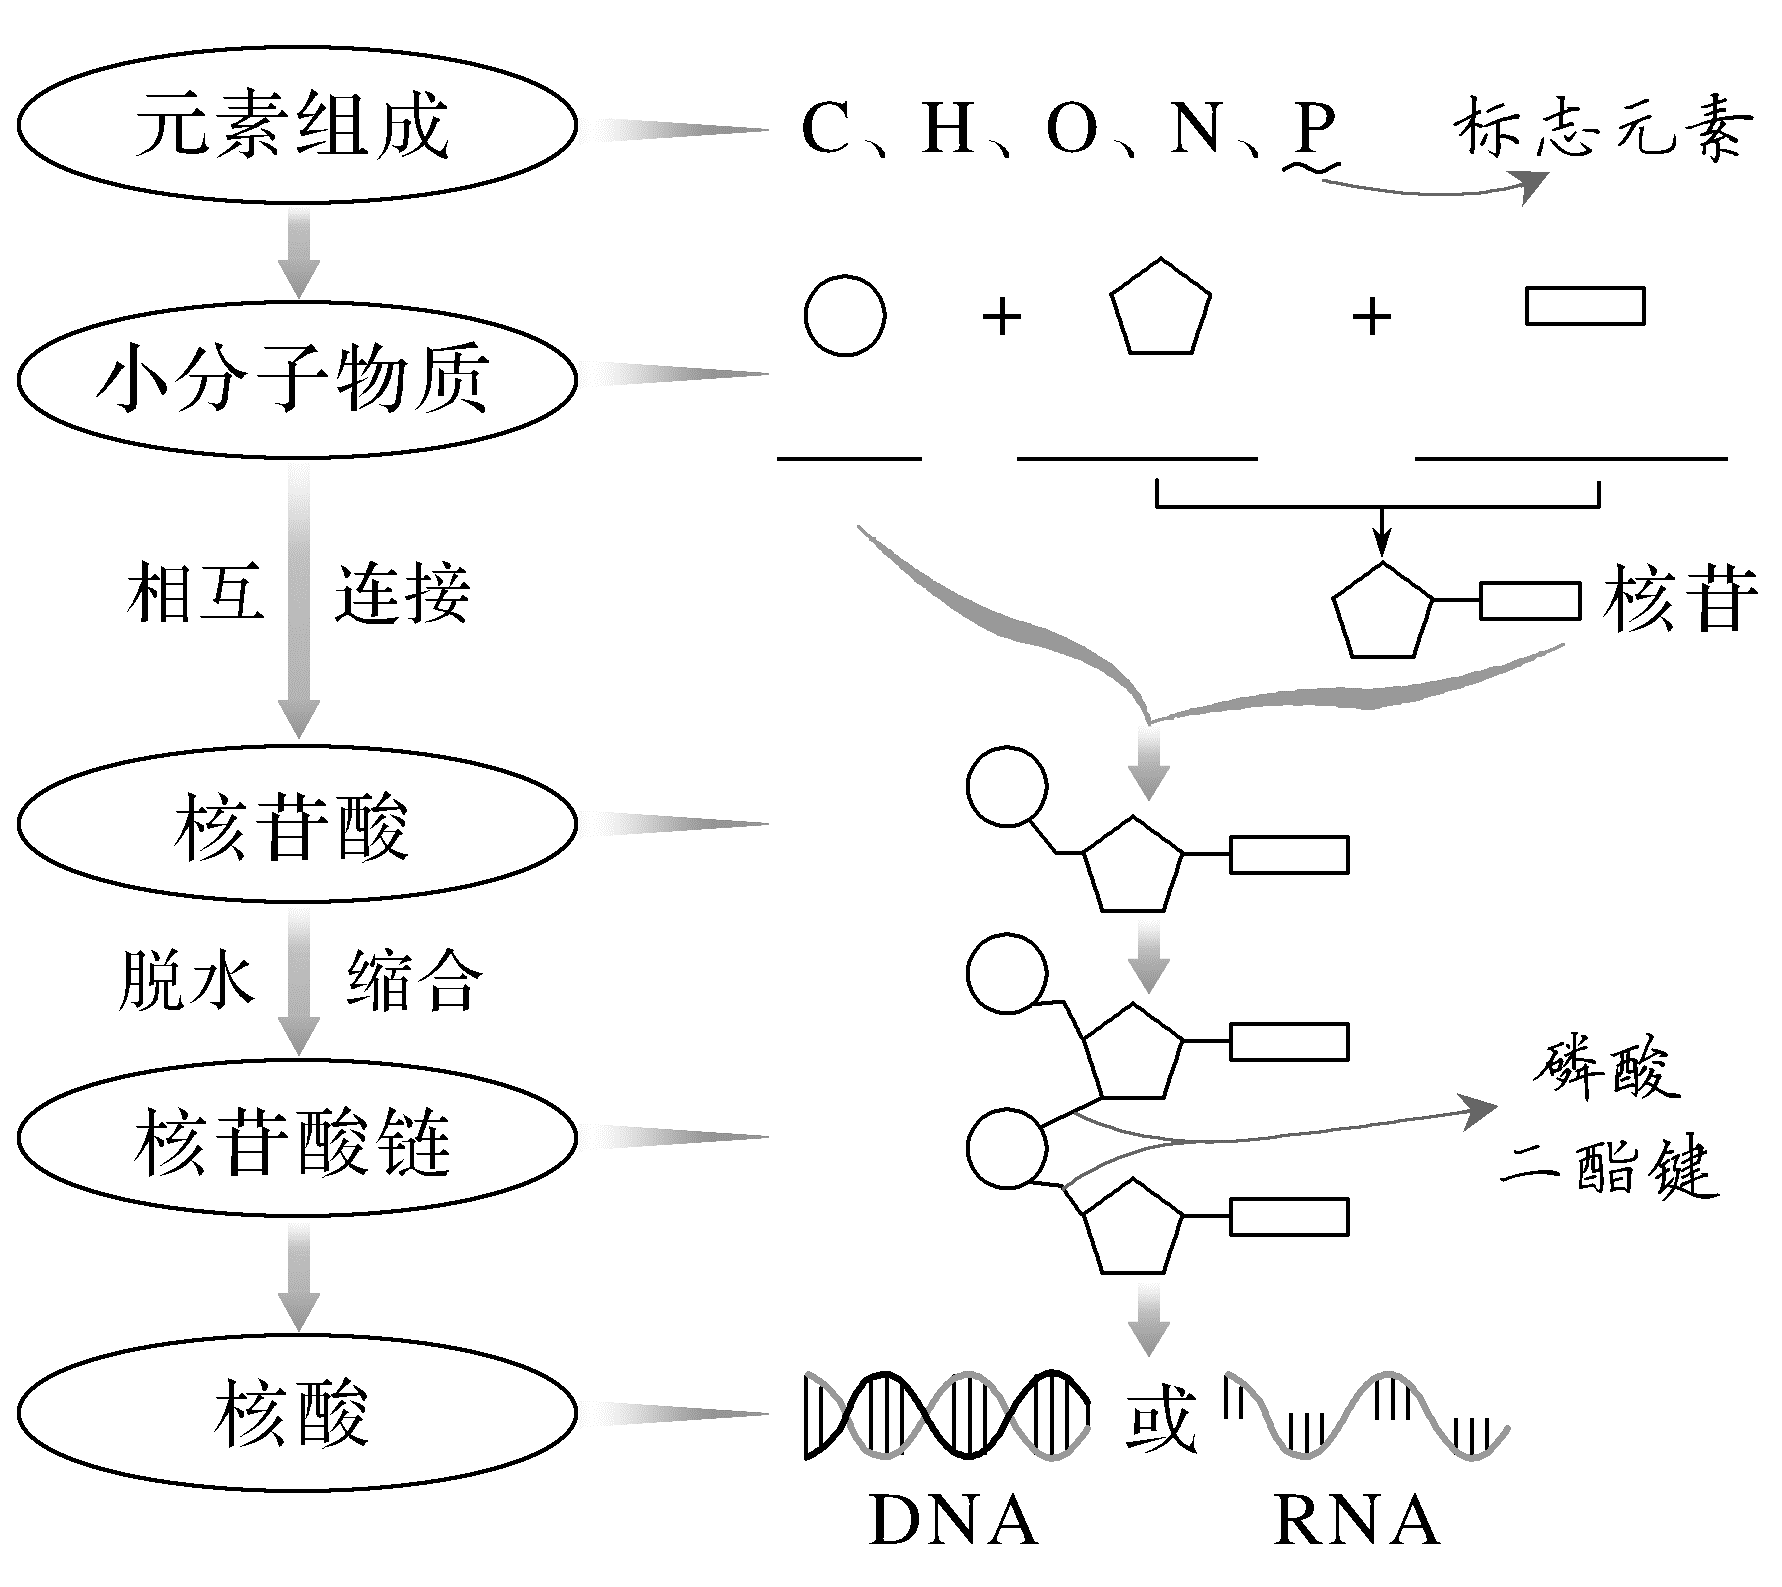 元素组成
C、H、O、N、P 标志元素
小分子物质
+ +
相互 连接
核苷
核苷酸
脱水 缩合
核苷酸链
磷酸
二酯键
核酸
或
DNA RNA